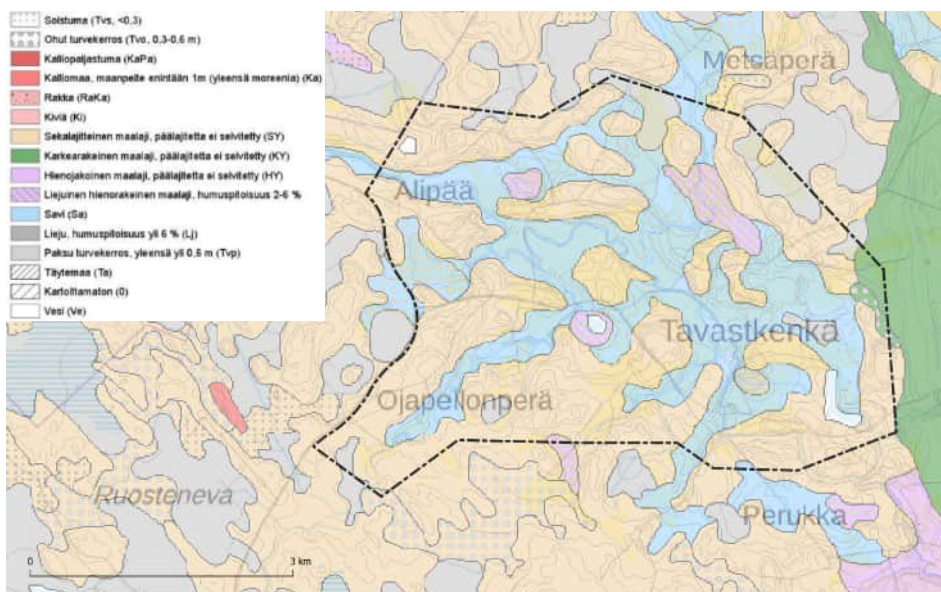 Soistuma (Tvs, <0,3)
Ohut turvekerros (Tvo, 0,3-0,6 m)
Kalliopaljastuma (KaPa)
Kalliomaa, maanpeite enintään 1m (yleensä moreenia) (Ka)
Rakka (RaKa)
Kiviä (Ki)
Sekalajitteinen maalaji, päälajitetta ei selvitetty (SY)
Karkearakeinen maalaji, päälajitetta ei selvitetty (KY)
Hienojakoinen maalaji, päälajitetta ei selvitetty (HY)
Liejuinen hienorakeinen maalaji, humuspitoisuus 2-6 %
Savi (Sa)
Lieju, humuspitoisuus yli 6 % (Lj)
Paksu turvekerros, yleensä yli 0,6 m (Tvp)
Täytemaa (Ta)
Kartoittamaton (0)
Vesi (Ve)
Metsäperä
Alipää
Tavastkenkä
Ojapellonperä
Ruosteneva
Perukka
0
3 km